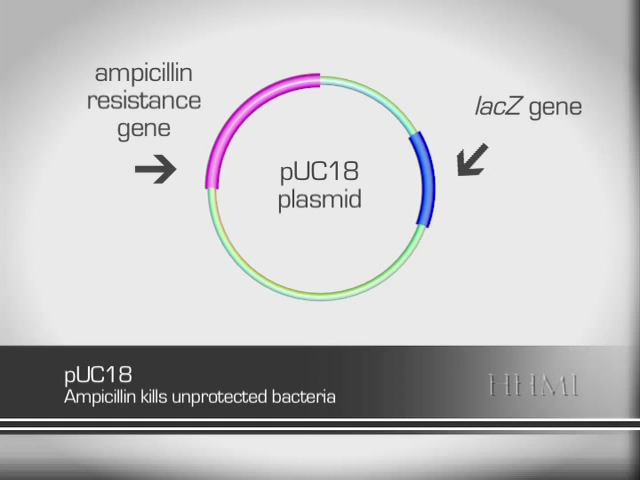 ampicillin
resistance
gene
lacZ gene
pUC18
plasmid
pUC18
Ampicillin kills unprotected bacteria
HHMI